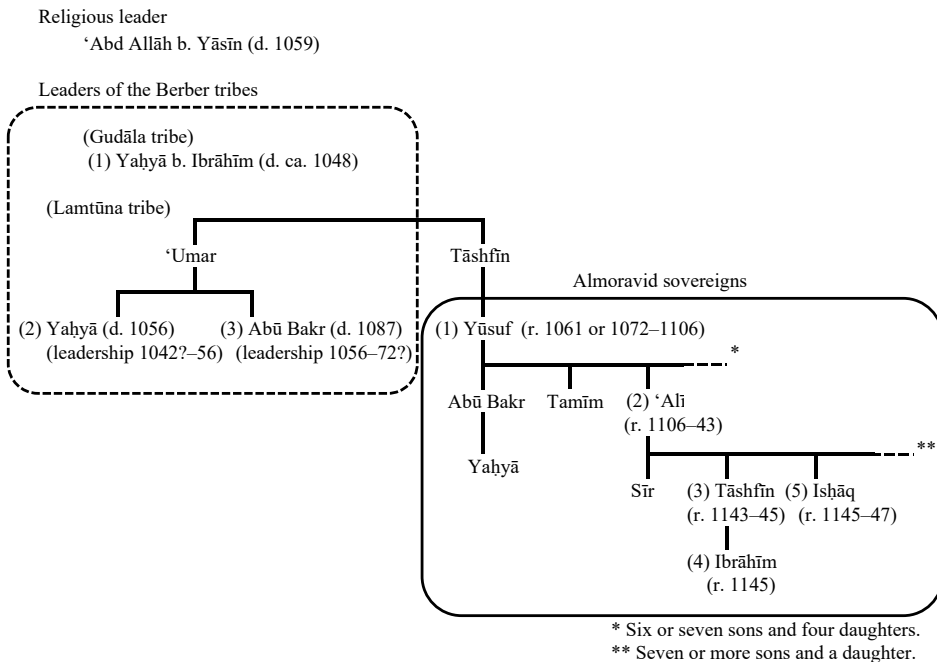 Religious leader
‘Abd Allāh b. Yāsīn (d. 1059)
Leaders of the Berber tribes
(Gudāla tribe)
(1) Yaḥyā b. Ibrāhīm (d. ca. 1048)
(Lamtūna tribe)
‘Umar
Tāshfīn
Almoravid sovereigns
(2) Yaḥyā (d. 1056)
(leadership 1042?–56)
(3) Abū Bakr (d. 1087)
(leadership 1056–72?)
(1) Yūsuf (r. 1061 or 1072–1106)
*
Abū Bakr
Tamīm
(2) ‘Alī
(r. 1106–43)
**
Yaḥyā
Sīr
(3) Tāshfīn
(r. 1143–45)
(5) Isḥāq
(r. 1145–47)
(4) Ibrāhīm
(r. 1145)
* Six or seven sons and four daughters.
** Seven or more sons and a daughter.